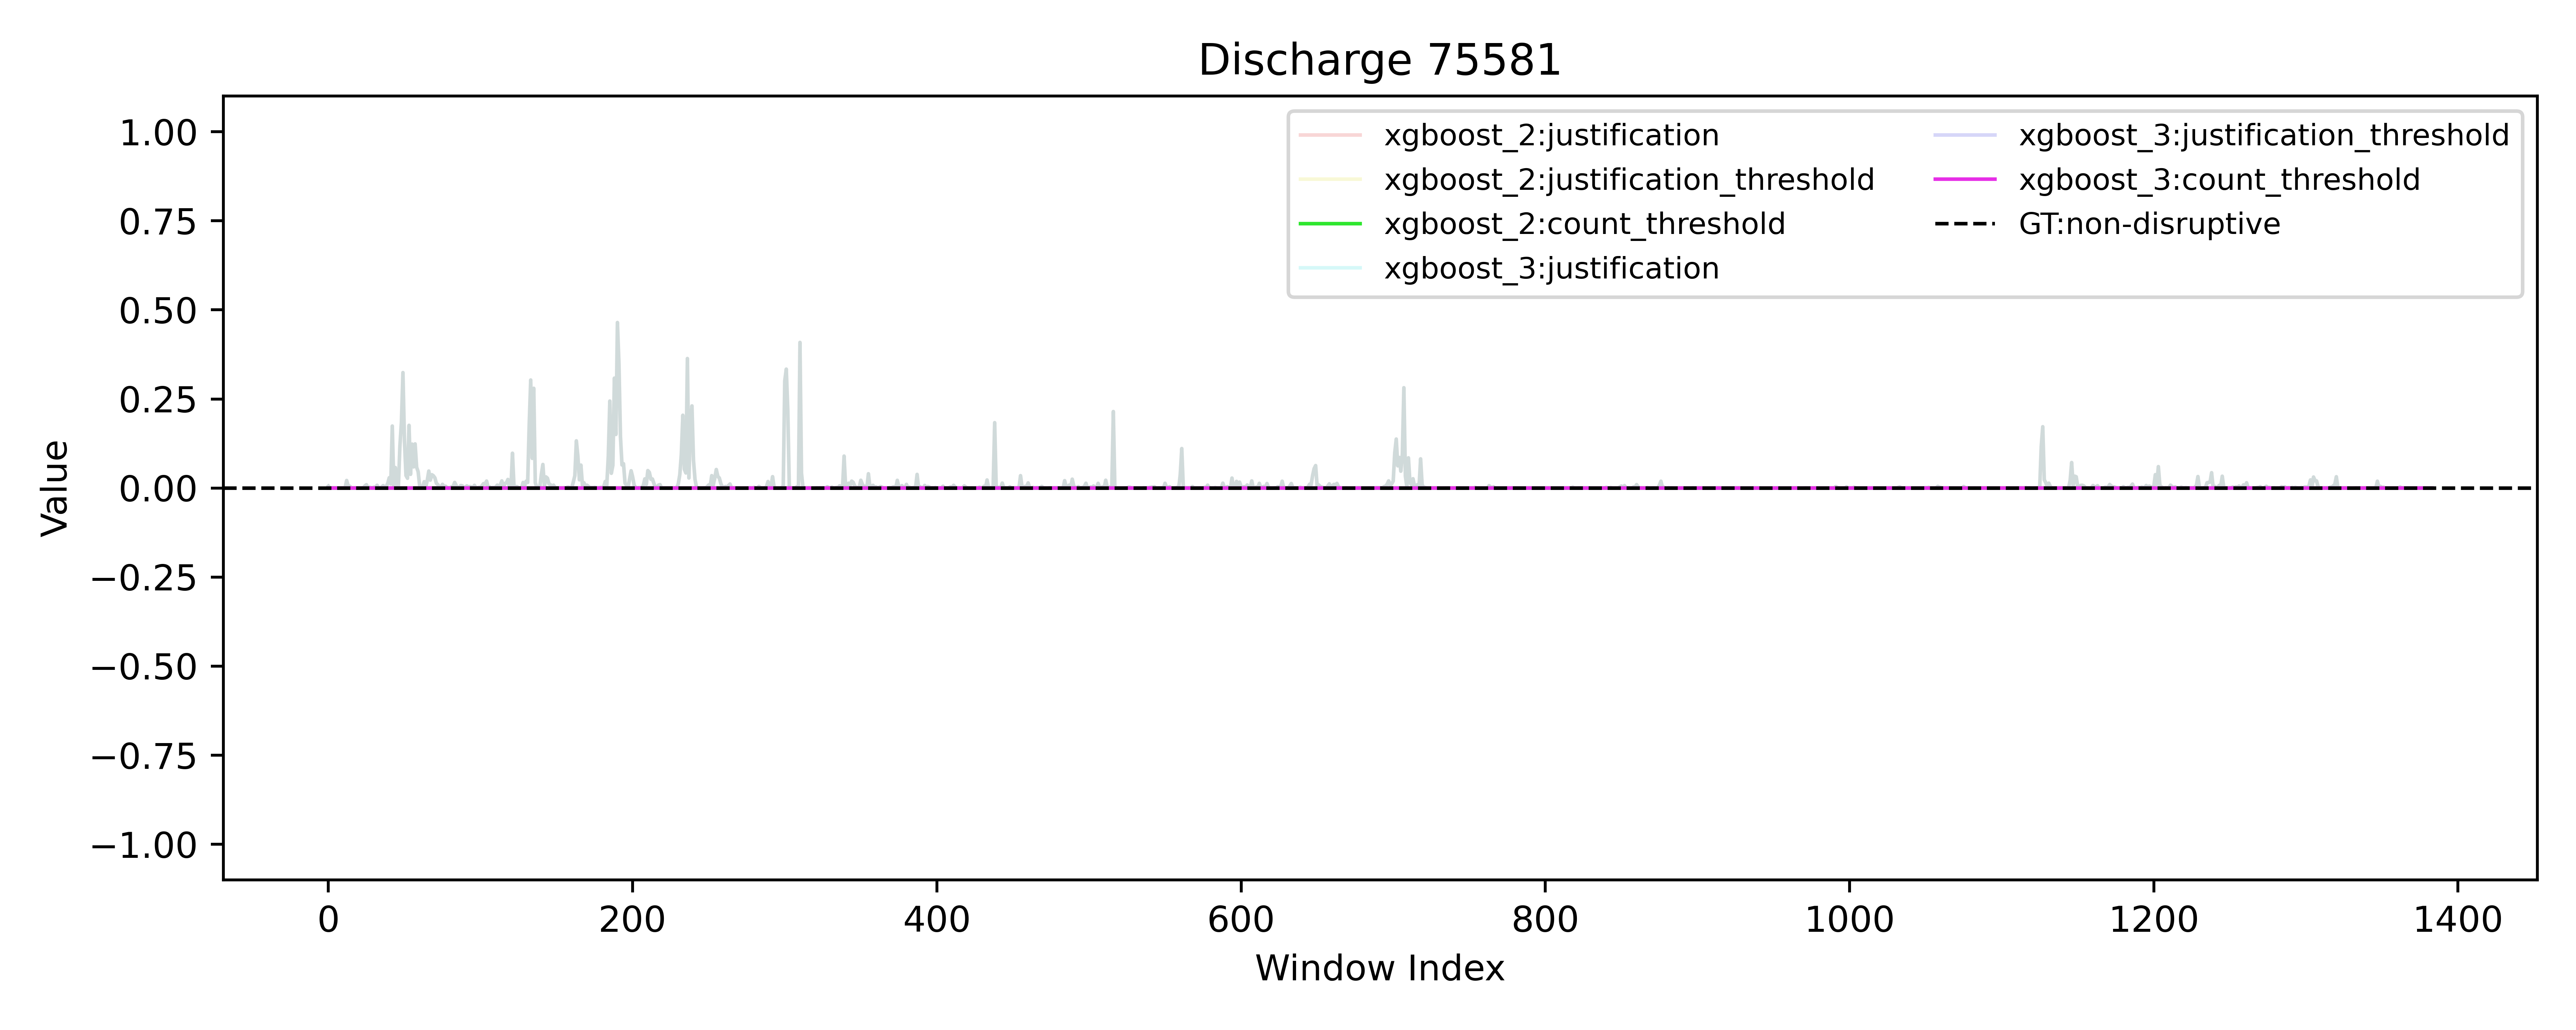 Discharge 75581
1.00
0.75
0.50
0.25
0.00
−0.25
−0.50
−0.75
−1.00
Value
xgboost_2:justification
xgboost_2:justification_threshold
xgboost_2:count_threshold
xgboost_3:justification
xgboost_3:justification_threshold
xgboost_3:count_threshold
GT:non-disruptive
0 200 400 600 800 1000 1200 1400
Window Index